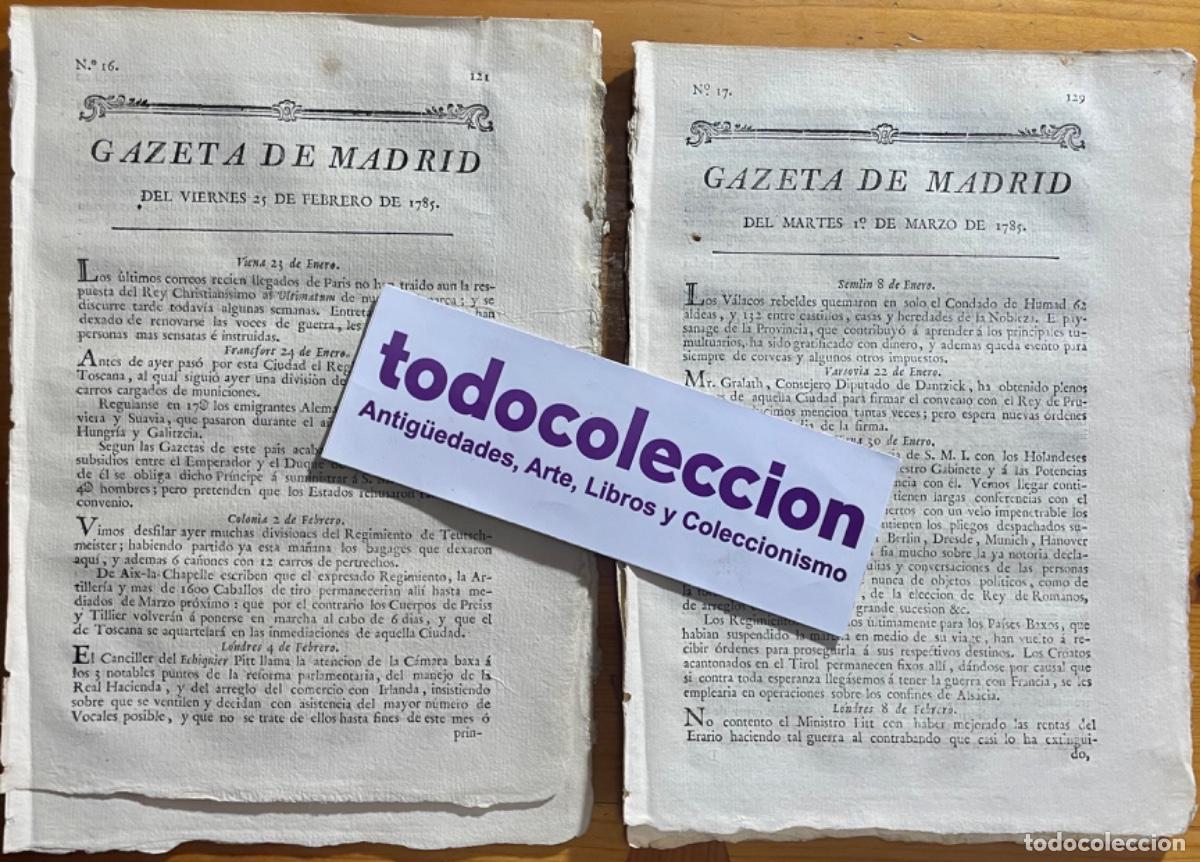 N.º 16.
121
GAZETA DE MADRID
DEL VIERNES 25 DE FEBRERO DE 1785.
Viena 23 de Enero.
Los últimos correos recien llegados de Paris no han traido aun la res-
puesta del Rey Christianísimo al Ultimatum de y se
discurre tarde todavía algunas semanas. han
dexado de renovarse las voces de guerra,
personas mas sensatas é instruidas.
Francfort 24 de Enero.
Antes de ayer pasó por esta Ciudad el
Toscana, al qual siguió ayer una division de
carros cargados de municiones.
Regulanse en los emigrantes
viera y Suavia, que pasaron durante el
Hungría y Galitzcia.
Segun las Gazetas de este pais
subsidios entre el Emperador y el Duque
de él se obliga dicho Príncipe á suministrar á S. M.
hombres; pero pretenden que los Estados rehusaron
convenio.
Colonia 2 de Febrero.
Vimos desfilar ayer muchas divisiones del Regimiento de Teutsch-
meister; habiendo partido ya esta mañana los bagages que dexaron
aquí, y ademas 6 cañones con 12 carros de pertrechos.
De Aix-la-Chapelle escriben que el expresado Regimiento, la Ar-
tillería y mas de 1600 Caballos de tiro permanecerian allí hasta me-
diados de Marzo próximo: que por el contrario los Cuerpos de Preiss
y Tillier volverán á ponerse en marcha al cabo de 6 dias, y que el
de Toscana se aquartelará en las inmediaciones de aquella Ciudad.
Lóndres 4 de Febrero.
El Canciller del Echiquier Pitt llama la atencion de la Cámara baxa á
los 3 notables puntos de la reforma parlamentaria, del manejo de la
Real Hacienda, y del arreglo del comercio con Irlanda, insistiendo
sobre que se ventilen y decidan con asistencia del mayor número de
Vocales posible, y que no se trate de ellos hasta fines de este mes ó
prin-
Nº. 17.
129
GAZETA DE MADRID
DEL MARTES 1º. DE MARZO DE 1785.
Semlin 8 de Enero.
Los Válacos rebeldes quemaron en solo el Condado de Humad 62
aldeas, y 132 entre castillos, casas y heredades de la Nobleza. E pay-
sanage de la Provincia, que contribuyó á aprender á los principales tu-
multuarios, ha sido gratificado con dinero, y ademas queda exento para
siempre de corveas y algunos otros impuestos.
Varsovia 22 de Enero.
Mr. Gralath, Consejero Diputado de Dantzick, ha obtenido plenos
de aquella Ciudad para firmar el convenio con el Rey de Pru-
mencion tantas veces; pero espera nuevas órdenes
de la firma.
30 de Enero.
de S. M. I. con los Holandeses
Gabinete y á las Potencias
con él. Vemos llegar conti-
tienen largas conferencias con el
con un velo impenetrable los
los pliegos despachados su-
Berlin, Dresde, Munich, Hanover
fia mucho sobre la ya notoria decla-
y conversaciones de las personas
nunca de objetos políticos, como de
de la eleccion de Rey de Romanos,
de arreglos grande sucesion &c.
Los últimamente para los Países Baxos, que
habian suspendido la marcha en medio de su viage, han vuelto á re-
cibir órdenes para proseguirla á sus respectivos destinos. Los Croatos
acantonados en el Tirol permanecen fixos allí, dándose por causal que
si contra toda esperanza llegásemos á tener la guerra con Francia, se les
emplearia en operaciones sobre los confines de Alsacia.
Lóndres 8 de Febrero.
No contento el Ministro Pitt con haber mejorado las rentas del
Erario haciendo tal guerra al contrabando que casi lo ha extingui-
do,
todocoleccion
Antigüedades, Arte, Libros y Coleccionismo
todocoleccion